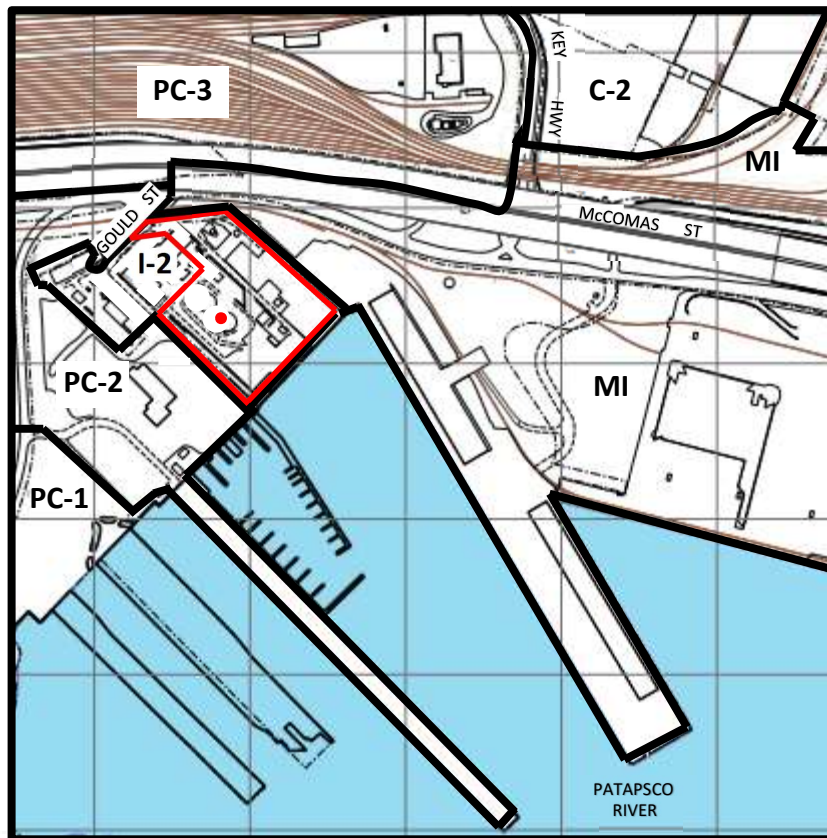 PC-3
KEY HWY
C-2
MI
GOULD ST
McCOMAS ST
I-2
PC-2
MI
PC-1
PATAPSCO
RIVER